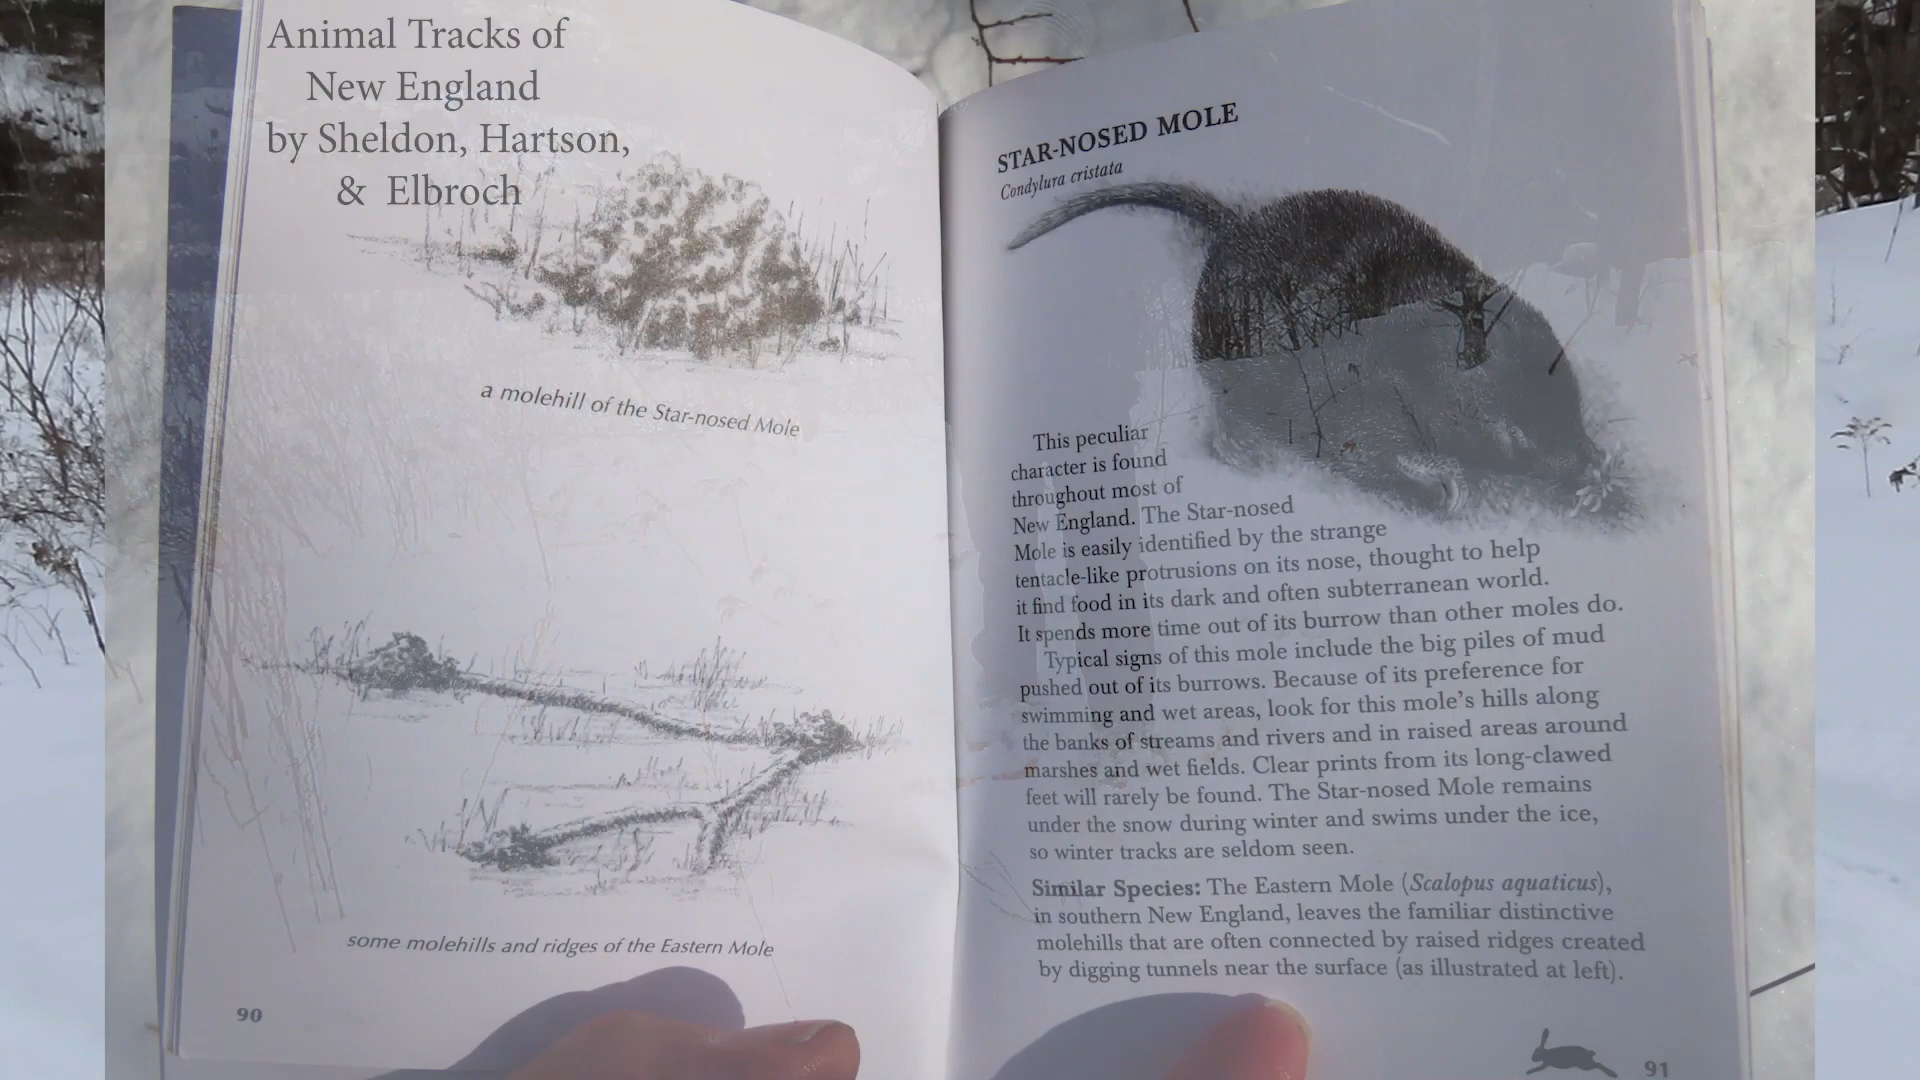 Animal Tracks of
New England
by Sheldon, Hartson,
& Elbroch
a molehill of the Star-nosed Mole
some molehills and ridges of the Eastern Mole
90
STAR-NOSED MOLE
Condylura cristata
This peculiar
character is found
throughout most of
New England. The Star-nosed
Mole is easily identified by the strange
tentacle-like protrusions on its nose, thought to help
it find food in its dark and often subterranean world.
It spends more time out of its burrow than other moles do.
Typical signs of this mole include the big piles of mud
pushed out of its burrows. Because of its preference for
swimming and wet areas, look for this mole's hills along
the banks of streams and rivers and in raised areas around
marshes and wet fields. Clear prints from its long-clawed
feet will rarely be found. The Star-nosed Mole remains
under the snow during winter and swims under the ice,
so winter tracks are seldom seen.
Similar Species: The Eastern Mole (Scalopus aquaticus),
in southern New England, leaves the familiar distinctive
molehills that are often connected by raised ridges created
by digging tunnels near the surface (as illustrated at left).
91